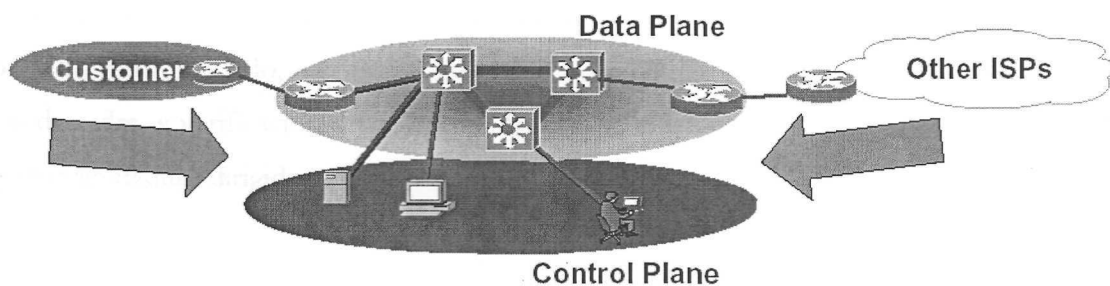 Data Plane
Customer
Other ISPs
Control Plane